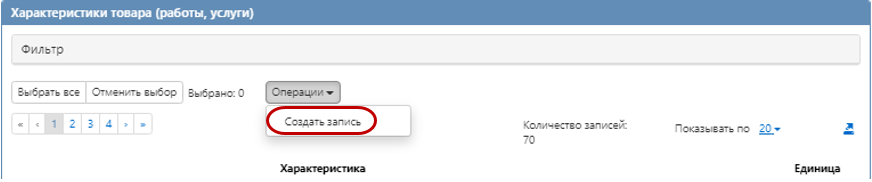 Характеристики товара (работы, услуги)
Фильтр
Выбрать все Отменить выбор Выбрано: 0 Операции
Создать запись
« ‹ 1 2 3 4 › »
Количество записей: 70
Показывать по 20
Характеристика Единица